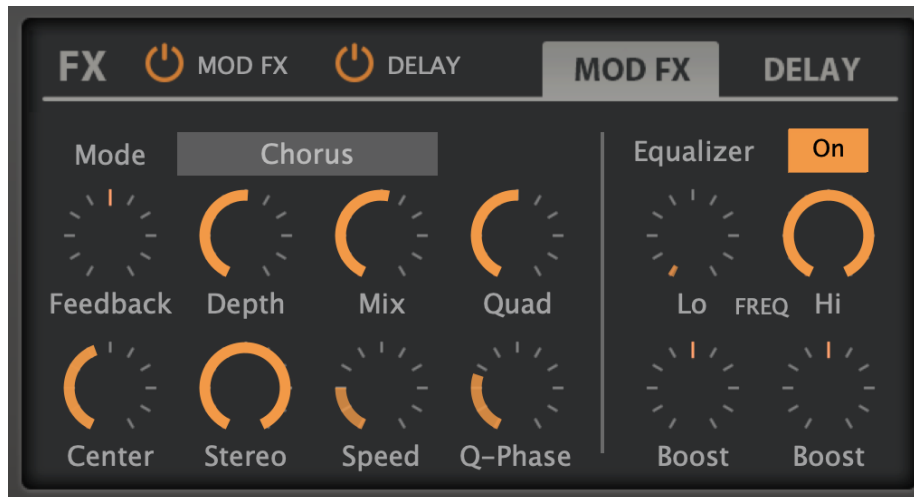 FX MOD FX DELAY MOD FX DELAY
Mode Chorus Equalizer On
Feedback Depth Mix Quad Lo FREQ Hi
Center Stereo Speed Q-Phase Boost Boost